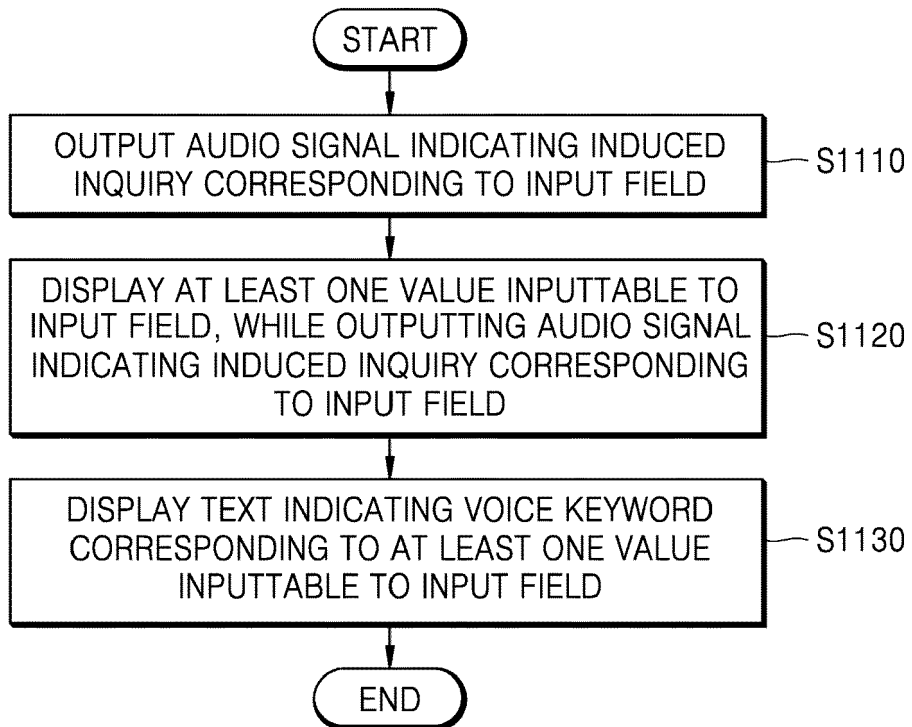 START
OUTPUT AUDIO SIGNAL INDICATING INDUCED
INQUIRY CORRESPONDING TO INPUT FIELD
S1110
DISPLAY AT LEAST ONE VALUE INPUTTABLE TO
INPUT FIELD, WHILE OUTPUTTING AUDIO SIGNAL
INDICATING INDUCED INQUIRY CORRESPONDING
TO INPUT FIELD
S1120
DISPLAY TEXT INDICATING VOICE KEYWORD
CORRESPONDING TO AT LEAST ONE VALUE
INPUTTABLE TO INPUT FIELD
S1130
END